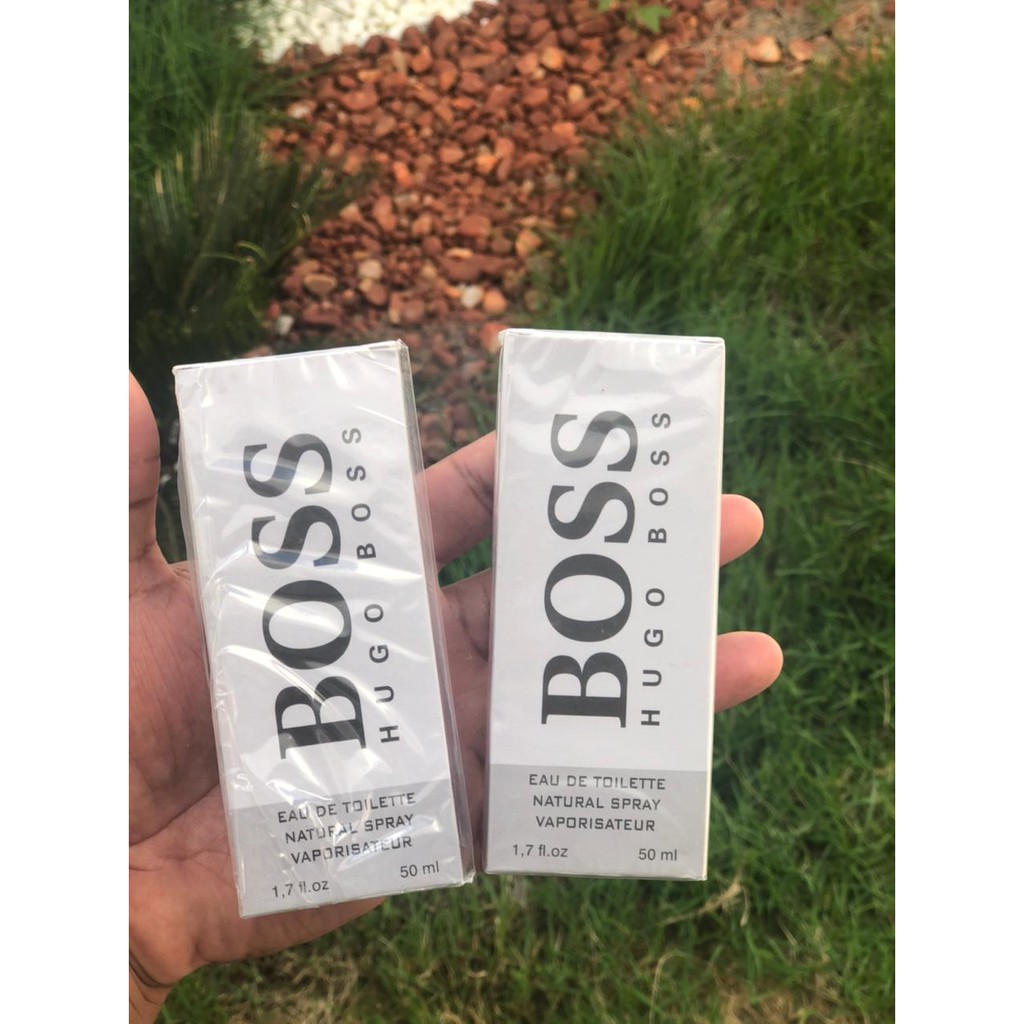 BOSS
HUGO BOSS
EAU DE TOILETTE
NATURAL SPRAY
VAPORISATEUR
1,7 fl.oz 50 ml
BOSS
HUGO BOSS
EAU DE TOILETTE
NATURAL SPRAY
VAPORISATEUR
1,7 fl.oz 50 ml